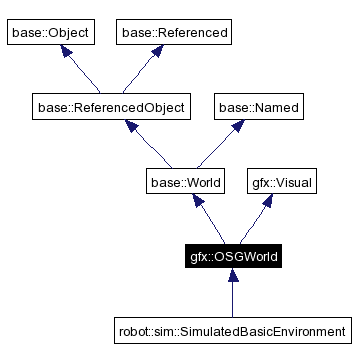 base::Object
base::Referenced
base::ReferencedObject
base::Named
base::World
gfx::Visual
gfx::OSGWorld
robot::sim::SimulatedBasicEnvironment